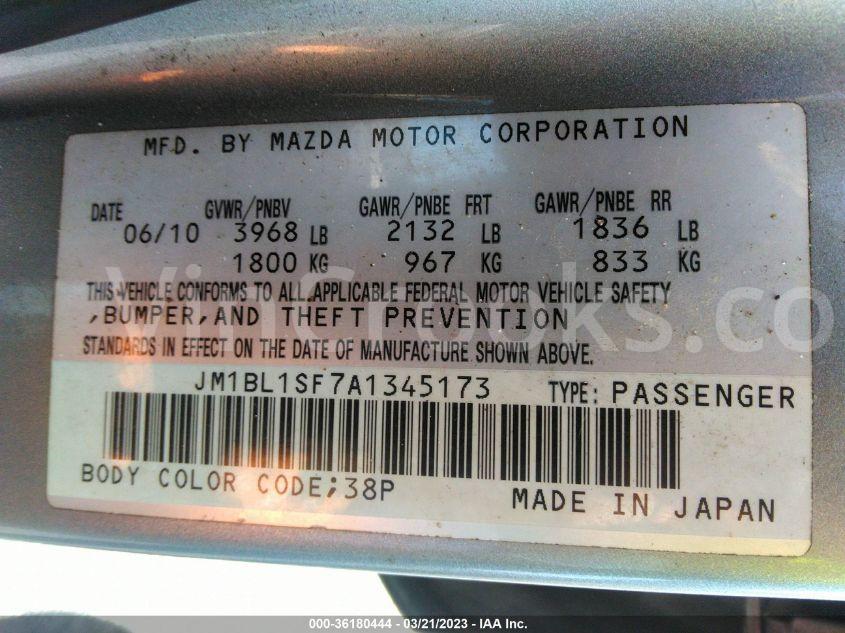 MFD. BY MAZDA MOTOR CORPORATION
DATE GVWR/PNBV GAWR/PNBE FRT GAWR/PNBE RR
06/10 3968 LB 2132 LB 1836 LB
1800 KG 967 KG 833 KG
THIS VEHICLE CONFORMS TO ALL APPLICABLE FEDERAL MOTOR VEHICLE SAFETY
,BUMPER,AND THEFT PREVENTION
STANDARDS IN EFFECT ON THE DATE OF MANUFACTURE SHOWN ABOVE.
JM1BL1SF7A1345173 TYPE: PASSENGER
BODY COLOR CODE;38P
MADE IN JAPAN
000-36180444 - 03/21/2023 - IAA Inc.